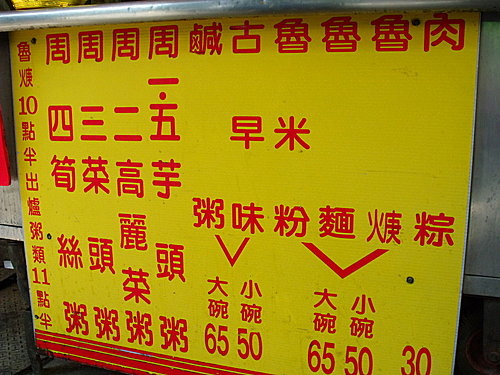 肉粽
30
魯焿
魯麵
魯米粉
小碗50
大碗65
古早味
鹹粥
小碗50
大碗65
周一·五芋頭粥
周二高麗菜粥
周三菜頭粥
周四筍絲粥
魯焿10點半出爐粥類11點半